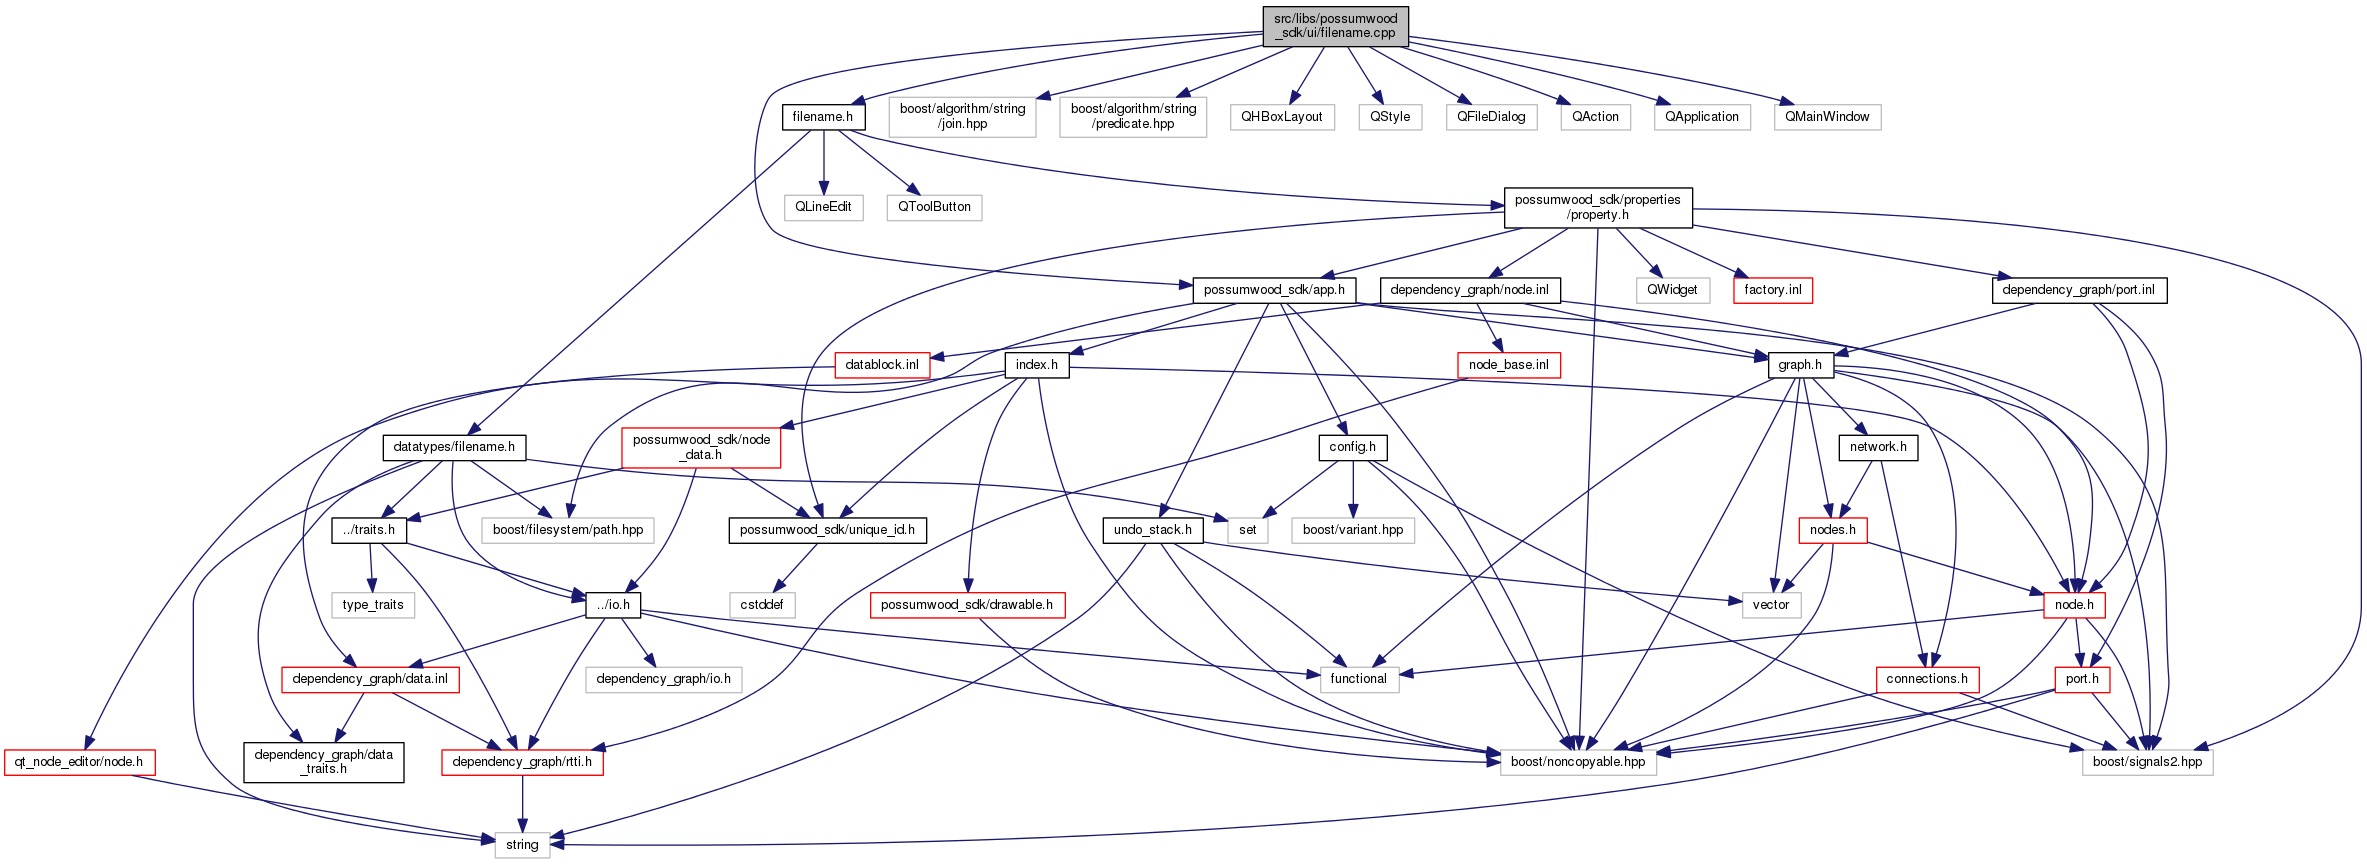 src/libs/possumwood
_sdk/ui/filename.cpp
filename.h
boost/algorithm/string
/join.hpp
boost/algorithm/string
/predicate.hpp
QHBoxLayout
QStyle
QFileDialog
QAction
QApplication
QMainWindow
QLineEdit
QToolButton
possumwood_sdk/properties
/property.h
possumwood_sdk/app.h
dependency_graph/node.inl
QWidget
factory.inl
dependency_graph/port.inl
datablock.inl
index.h
node_base.inl
graph.h
datatypes/filename.h
possumwood_sdk/node
_data.h
config.h
network.h
../traits.h
boost/filesystem/path.hpp
possumwood_sdk/unique_id.h
undo_stack.h
set
boost/variant.hpp
nodes.h
type_traits
../io.h
cstddef
possumwood_sdk/drawable.h
vector
node.h
dependency_graph/data.inl
dependency_graph/io.h
functional
connections.h
port.h
qt_node_editor/node.h
dependency_graph/data
_traits.h
dependency_graph/rtti.h
boost/noncopyable.hpp
boost/signals2.hpp
string